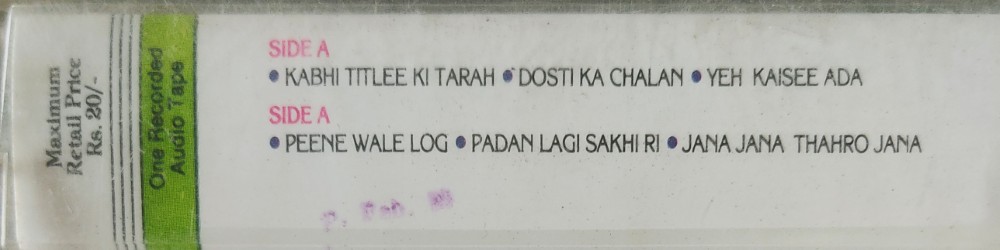 Maximum
Retail Price
Rs. 20/-
One Recorded
Audio Tape
SIDE A
• KABHI TITLEE KI TARAH • DOSTI KA CHALAN • YEH KAISEE ADA
SIDE A
• PEENE WALE LOG • PADAN LAGI SAKHI RI • JANA JANA THAHRO JANA